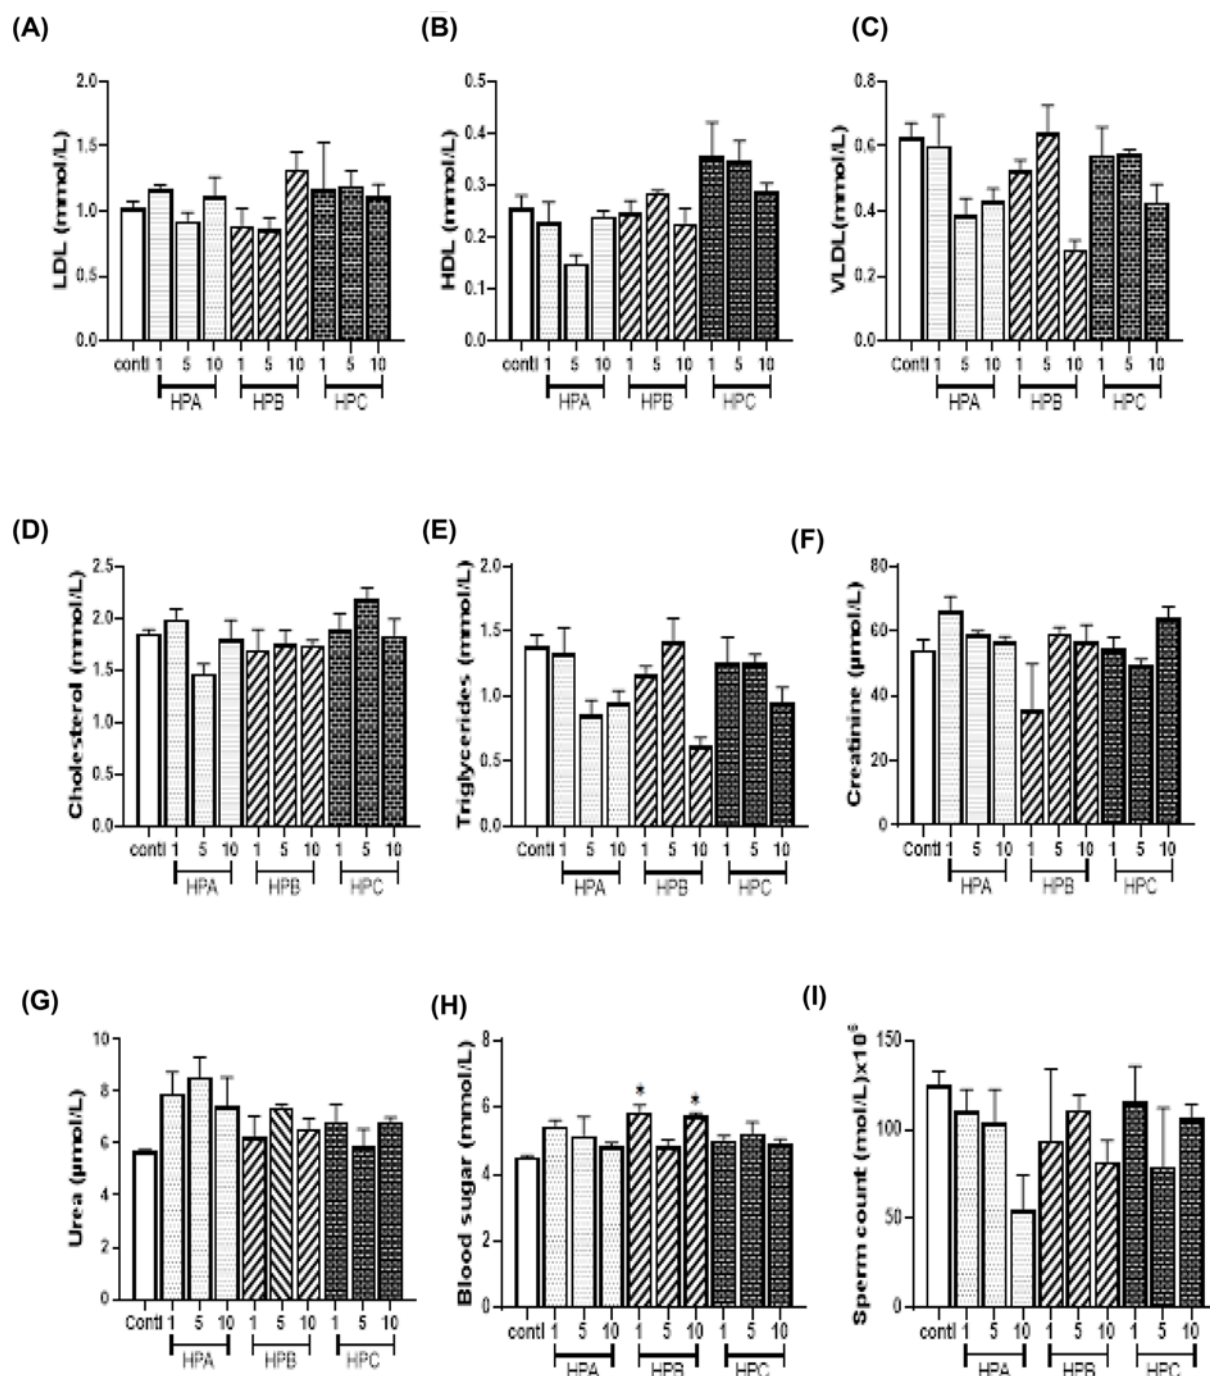 (A)
(B)
(C)
LDL (mmol/L)
2.0
1.5
1.0
0.5
0.0
contl 1 5 10 1 5 10 1 5 10
HPA HPB HPC
HDL (mmol/L)
0.5
0.4
0.3
0.2
0.1
0.0
contl 1 5 10 1 5 10 1 5 10
HPA HPB HPC
VLDL(mmol/L)
0.8
0.6
0.4
0.2
0.0
Contl 1 5 10 1 5 10 1 5 10
HPA HPB HPC
(D)
(E)
(F)
Cholesterol (mmol/L)
2.5
2.0
1.5
1.0
0.5
0.0
contl 1 5 10 1 5 10 1 5 10
HPA HPB HPC
Triglycerides (mmol/L)
2.0
1.5
1.0
0.5
0.0
Contl 1 5 10 1 5 10 1 5 10
HPA HPB HPC
Creatinine (µmol/L)
80
60
40
20
0
Contl 1 5 10 1 5 10 1 5 10
HPA HPB HPC
(G)
(H)
(I)
Urea (µmol/L)
10
8
6
4
2
0
Contl 1 5 10 1 5 10 1 5 10
HPA HPB HPC
Blood sugar (mmol/L)
8
6
4
2
0
* *
contl 1 5 10 1 5 10 1 5 10
HPA HPB HPC
Sperm count (mol/L)x10⁶
150
100
50
0
contl 1 5 10 1 5 10 1 5 10
HPA HPB HPC